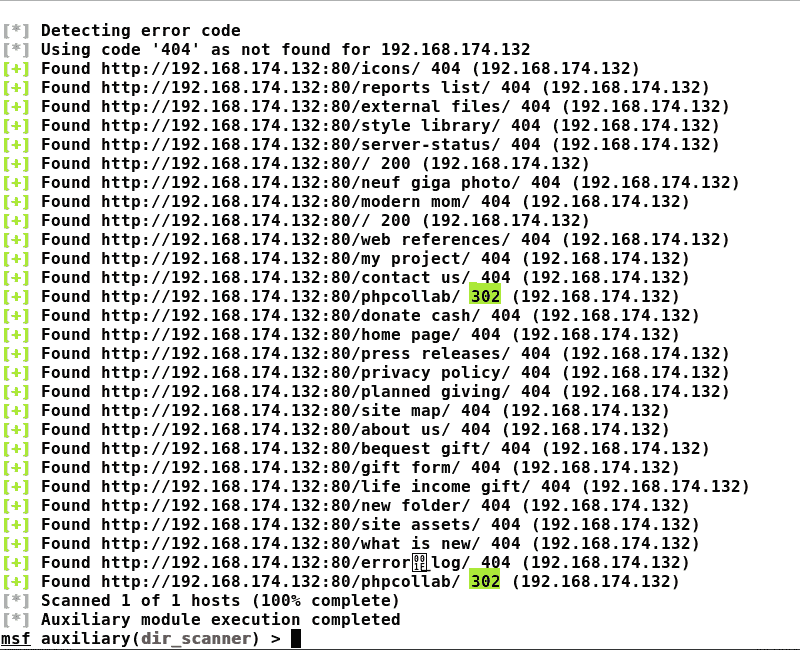 [*] Detecting error code
[*] Using code '404' as not found for 192.168.174.132
[+] Found http://192.168.174.132:80/icons/ 404 (192.168.174.132)
[+] Found http://192.168.174.132:80/reports list/ 404 (192.168.174.132)
[+] Found http://192.168.174.132:80/external files/ 404 (192.168.174.132)
[+] Found http://192.168.174.132:80/style library/ 404 (192.168.174.132)
[+] Found http://192.168.174.132:80/server-status/ 404 (192.168.174.132)
[+] Found http://192.168.174.132:80// 200 (192.168.174.132)
[+] Found http://192.168.174.132:80/neuf giga photo/ 404 (192.168.174.132)
[+] Found http://192.168.174.132:80/modern mom/ 404 (192.168.174.132)
[+] Found http://192.168.174.132:80// 200 (192.168.174.132)
[+] Found http://192.168.174.132:80/web references/ 404 (192.168.174.132)
[+] Found http://192.168.174.132:80/my project/ 404 (192.168.174.132)
[+] Found http://192.168.174.132:80/contact us/ 404 (192.168.174.132)
[+] Found http://192.168.174.132:80/phpcollab/ 302 (192.168.174.132)
[+] Found http://192.168.174.132:80/donate cash/ 404 (192.168.174.132)
[+] Found http://192.168.174.132:80/home page/ 404 (192.168.174.132)
[+] Found http://192.168.174.132:80/press releases/ 404 (192.168.174.132)
[+] Found http://192.168.174.132:80/privacy policy/ 404 (192.168.174.132)
[+] Found http://192.168.174.132:80/planned giving/ 404 (192.168.174.132)
[+] Found http://192.168.174.132:80/site map/ 404 (192.168.174.132)
[+] Found http://192.168.174.132:80/about us/ 404 (192.168.174.132)
[+] Found http://192.168.174.132:80/bequest gift/ 404 (192.168.174.132)
[+] Found http://192.168.174.132:80/gift form/ 404 (192.168.174.132)
[+] Found http://192.168.174.132:80/life income gift/ 404 (192.168.174.132)
[+] Found http://192.168.174.132:80/new folder/ 404 (192.168.174.132)
[+] Found http://192.168.174.132:80/site assets/ 404 (192.168.174.132)
[+] Found http://192.168.174.132:80/what is new/ 404 (192.168.174.132)
[+] Found http://192.168.174.132:80/error_log/ 404 (192.168.174.132)
[+] Found http://192.168.174.132:80/phpcollab/ 302 (192.168.174.132)
[*] Scanned 1 of 1 hosts (100% complete)
[*] Auxiliary module execution completed
msf auxiliary(dir_scanner) >